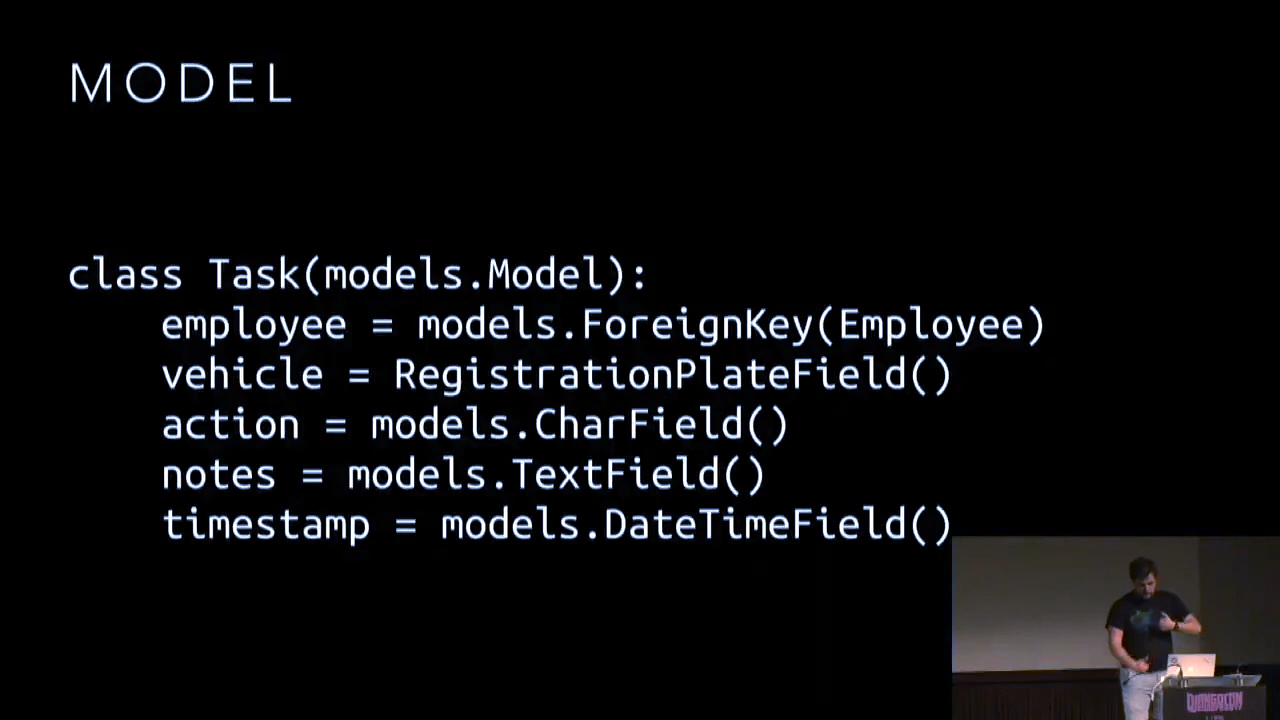 MODEL
class Task(models.Model):
    employee = models.ForeignKey(Employee)
    vehicle = RegistrationPlateField()
    action = models.CharField()
    notes = models.TextField()
    timestamp = models.DateTimeField()
DJANGOCON